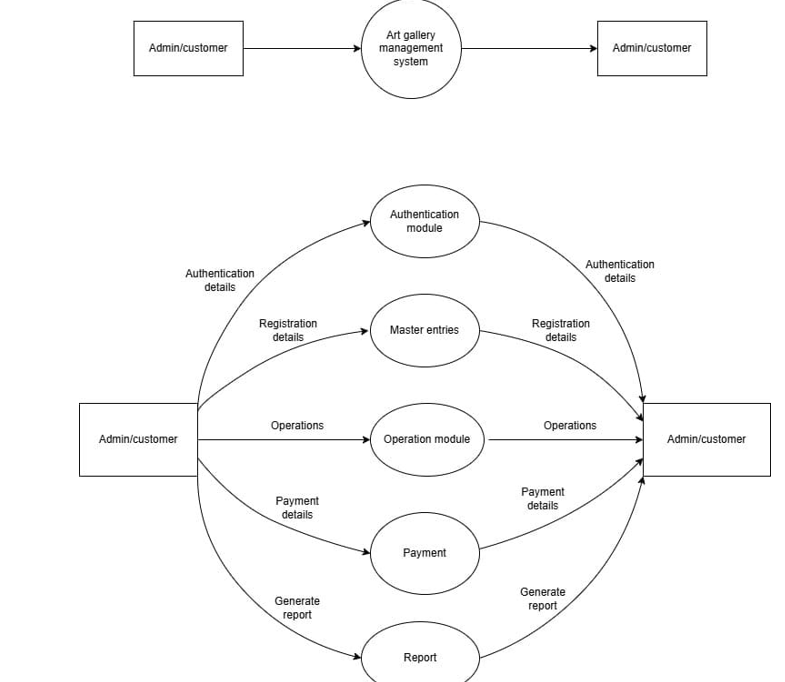 Admin/customer
Art gallery
management
system
Admin/customer
Authentication
module
Authentication
details
Authentication
details
Registration
details
Master entries
Registration
details
Admin/customer
Operations
Operation module
Operations
Admin/customer
Payment
details
Payment
Payment
details
Generate
report
Report
Generate
report